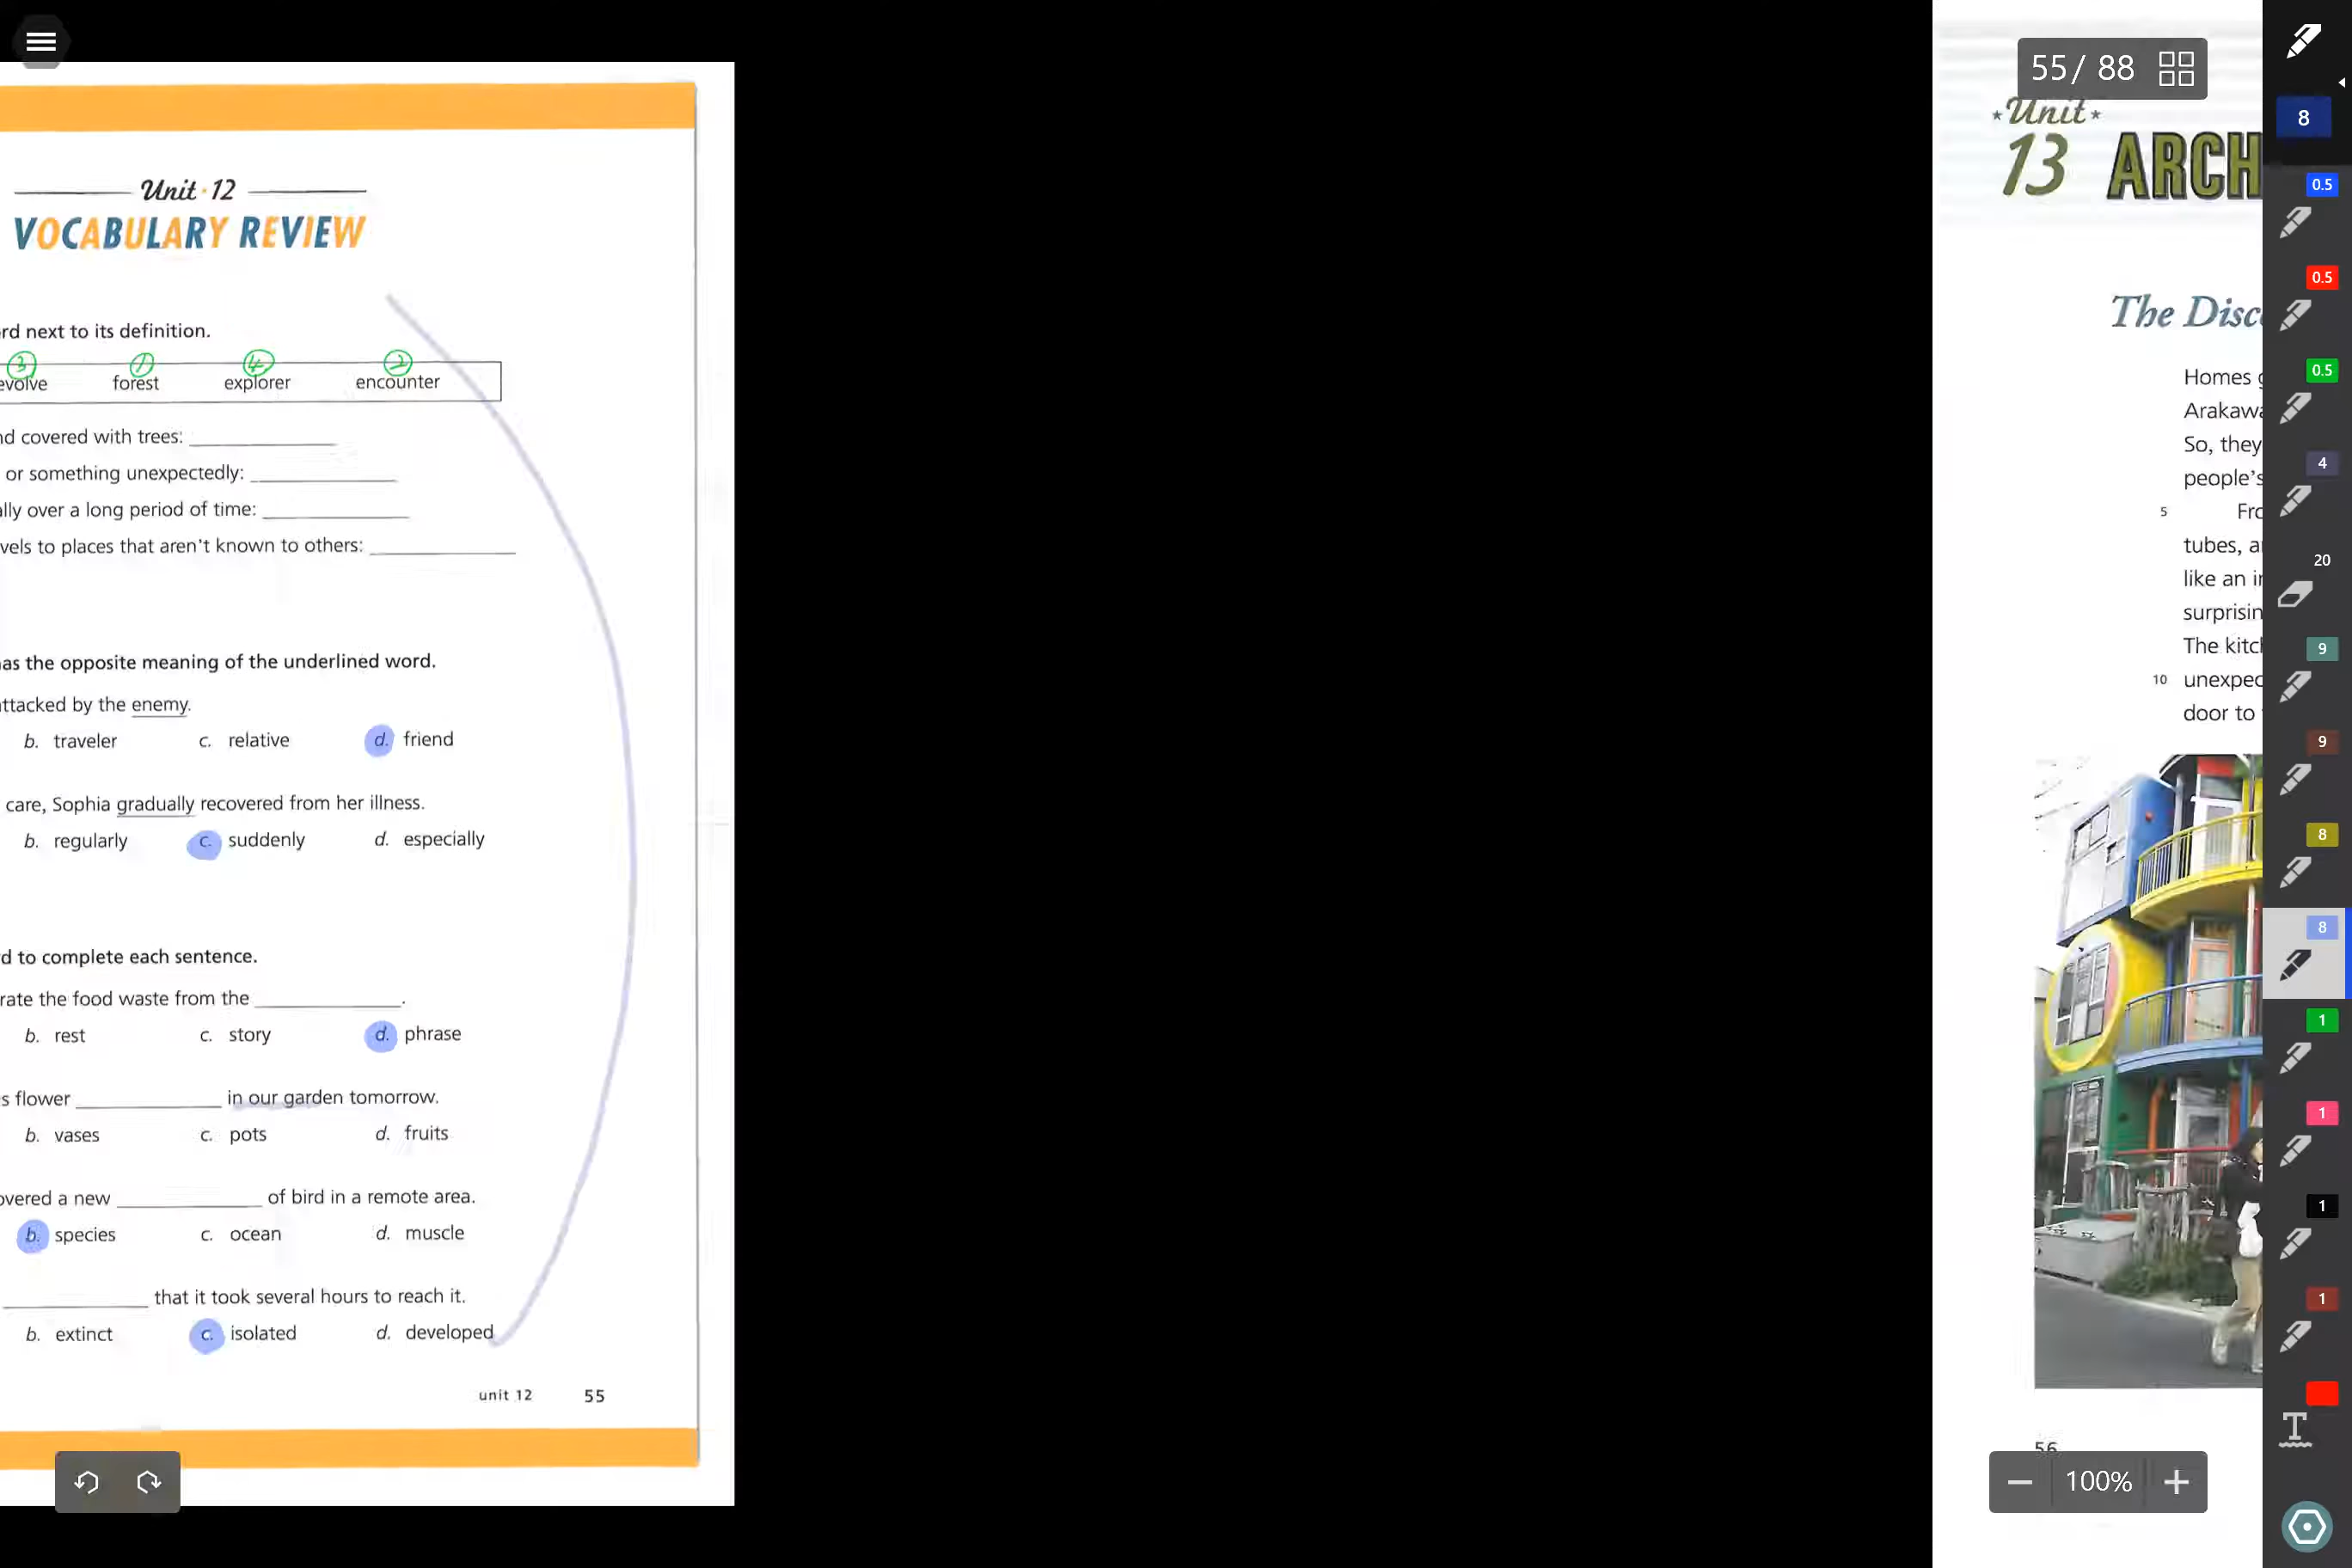 55/ 88
Unit · 12
VOCABULARY REVIEW
rd next to its definition.
③ ① ④ ②
evolve forest explorer encounter
nd covered with trees:
or something unexpectedly:
ally over a long period of time:
vels to places that aren't known to others:
as the opposite meaning of the underlined word.
attacked by the enemy.
b. traveler c. relative d. friend
care, Sophia gradually recovered from her illness.
b. regularly c. suddenly d. especially
d to complete each sentence.
rate the food waste from the .
b. rest c. story d. phrase
s flower in our garden tomorrow.
b. vases c. pots d. fruits
overed a new of bird in a remote area.
b. species c. ocean d. muscle
that it took several hours to reach it.
b. extinct c. isolated d. developed
unit 12 55
Unit
13 ARCH
The Disc
Homes
Arakawa
So, they
people's
5 Fro
tubes, a
like an i
surprisin
The kitc
10 unexpec
door to
56
100%
8
0.5
0.5
0.5
4
20
9
9
8
8
1
1
1
1
T